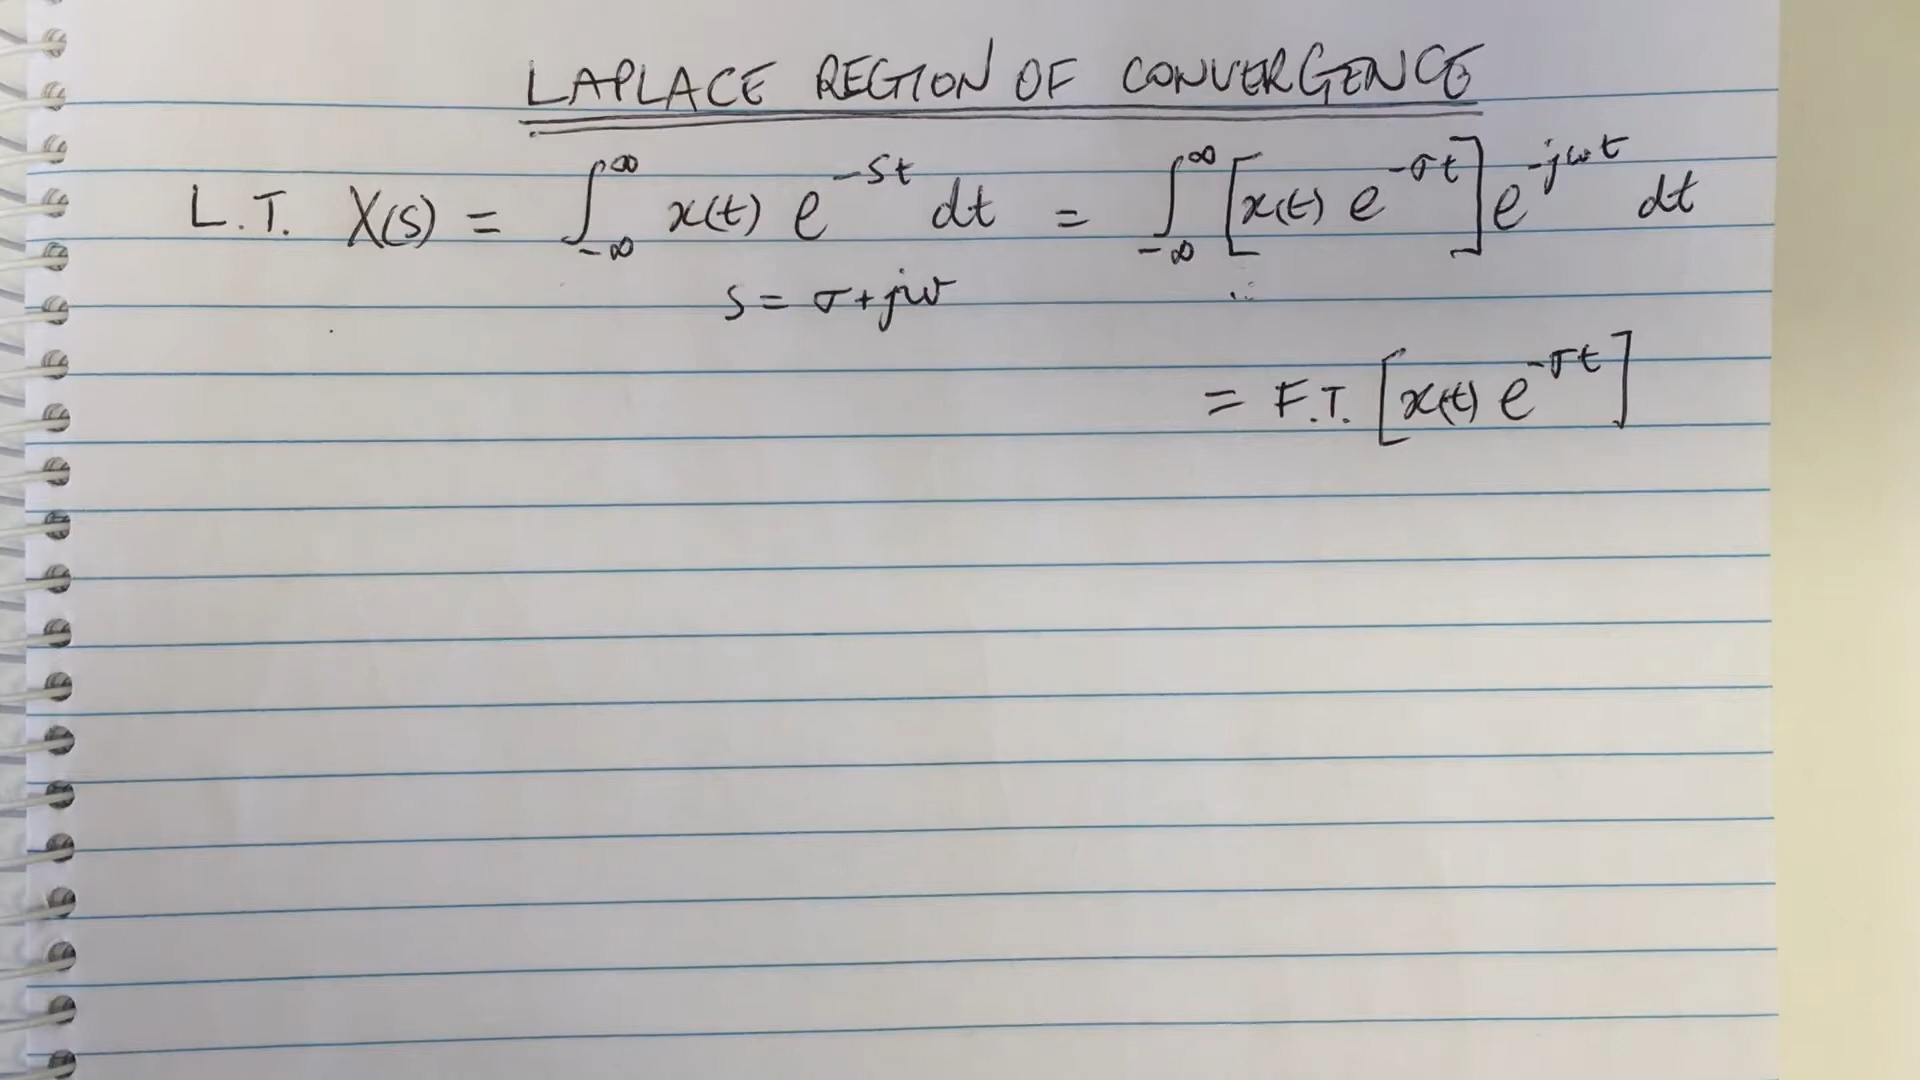 LAPLACE REGION OF CONVERGENCE
L.T. X(s) = ∫_{-∞}^{∞} x(t) e^{-st} dt = ∫_{-∞}^{∞} [x(t) e^{-σt}] e^{-jωt} dt
s = σ + jω
= F.T. [x(t) e^{-σt}]